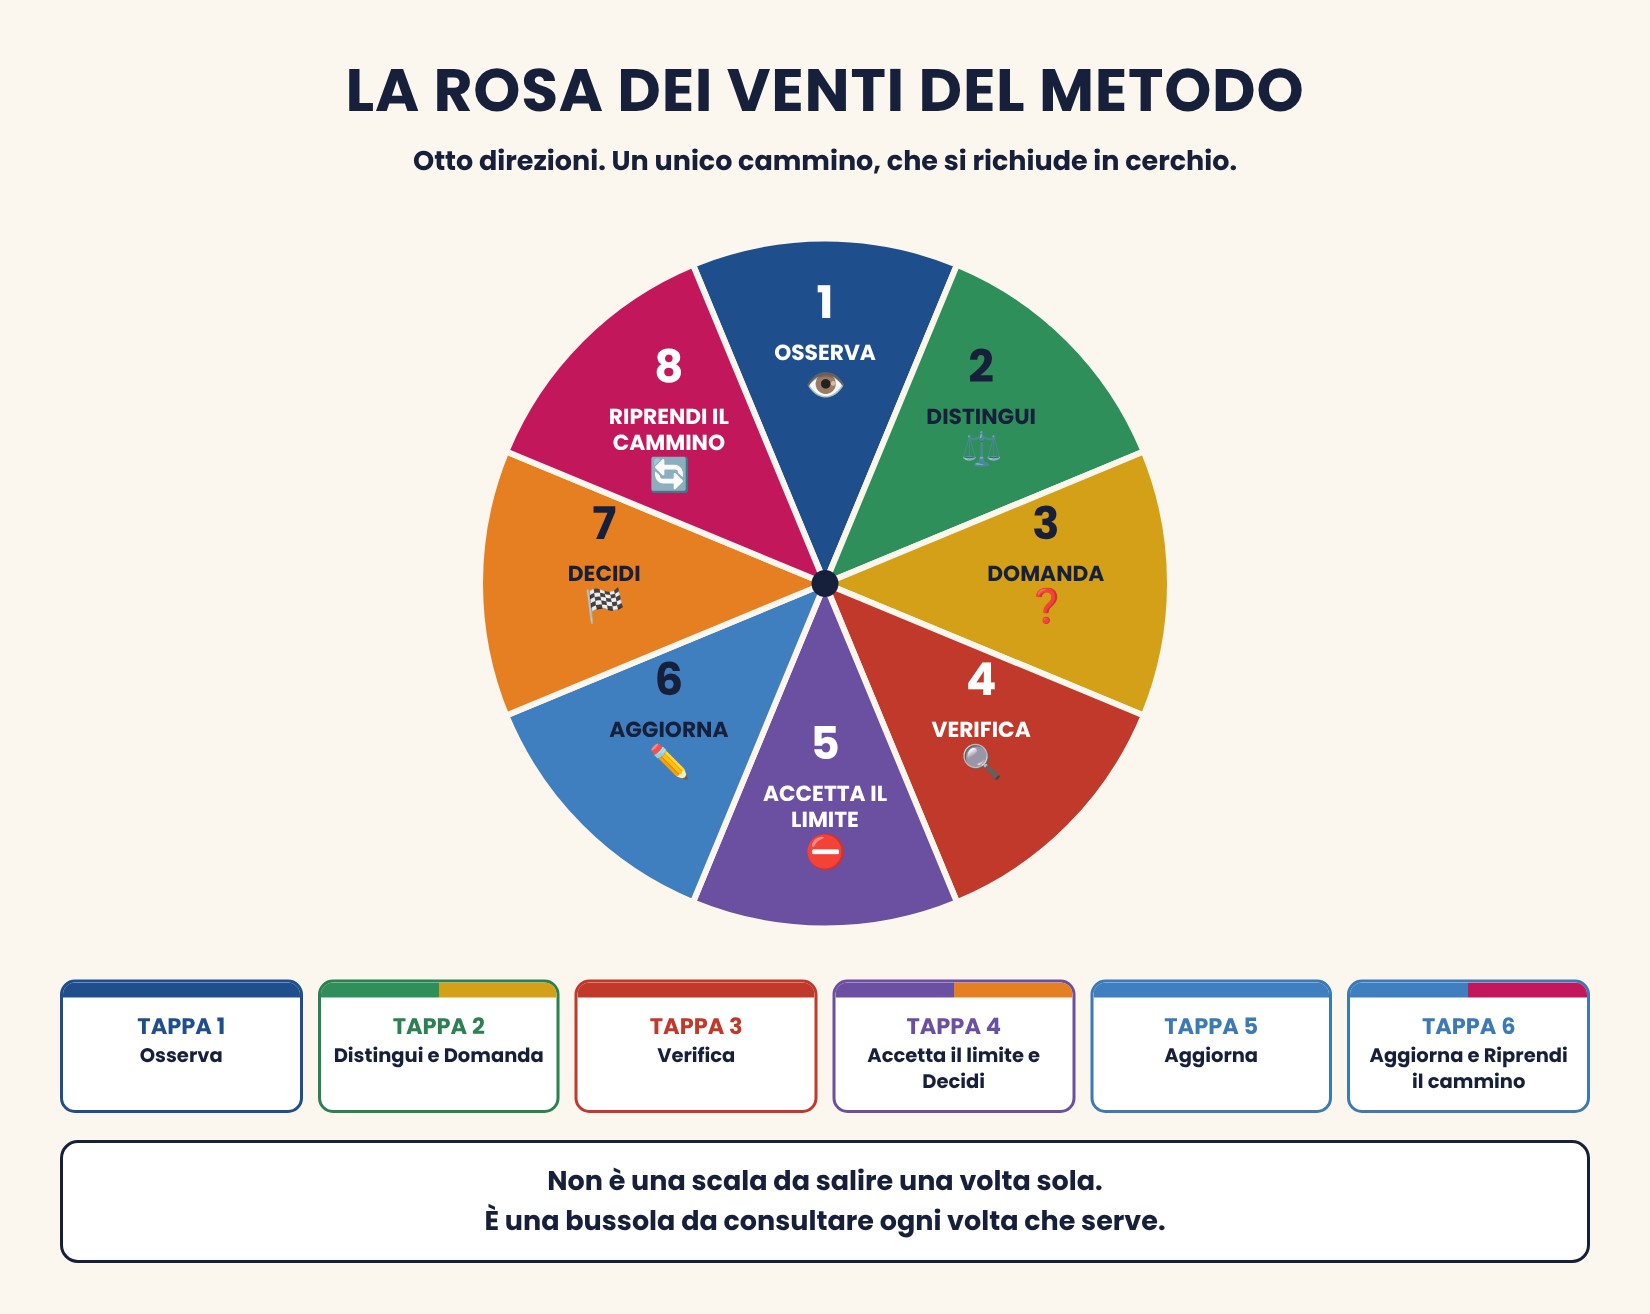 LA ROSA DEI VENTI DEL METODO
Otto direzioni. Un unico cammino, che si richiude in cerchio.
1
OSSERVA
2
DISTINGUI
3
DOMANDA
4
VERIFICA
5
ACCETTA IL
LIMITE
6
AGGIORNA
7
DECIDI
8
RIPRENDI IL
CAMMINO
TAPPA 1
Osserva
TAPPA 2
Distingui e Domanda
TAPPA 3
Verifica
TAPPA 4
Accetta il limite e
Decidi
TAPPA 5
Aggiorna
TAPPA 6
Aggiorna e Riprendi
il cammino
Non è una scala da salire una volta sola.
È una bussola da consultare ogni volta che serve.